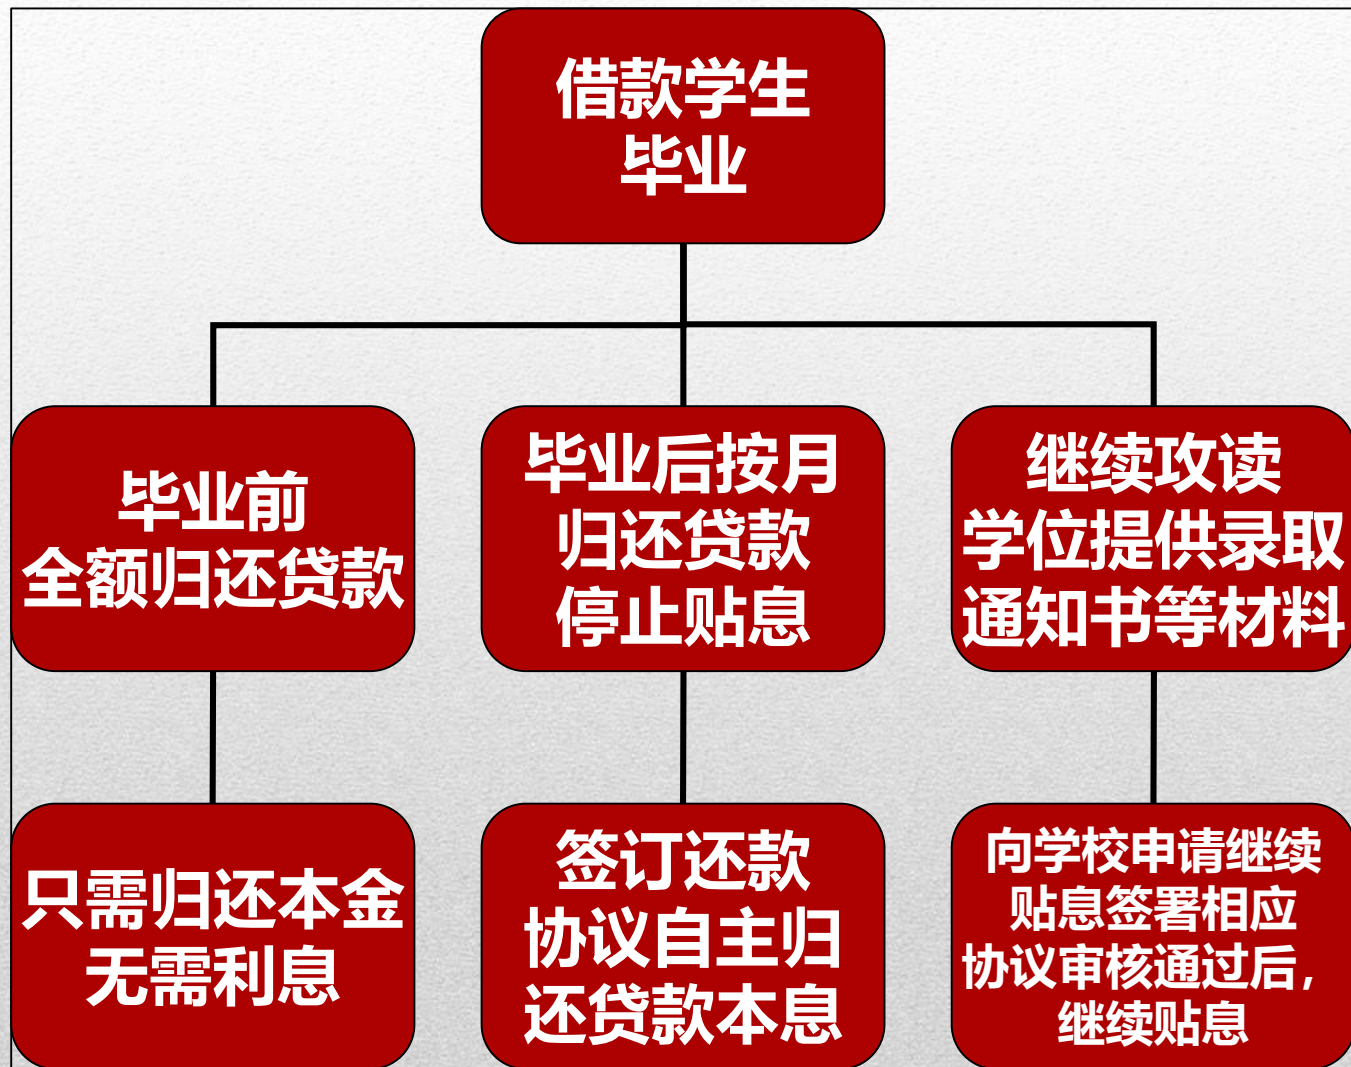 借款学生
毕业
毕业前
全额归还贷款
毕业后按月
归还贷款
停止贴息
继续攻读
学位提供录取
通知书等材料
只需归还本金
无需利息
签订还款
协议自主归
还贷款本息
向学校申请继续
贴息签署相应
协议审核通过后，
继续贴息